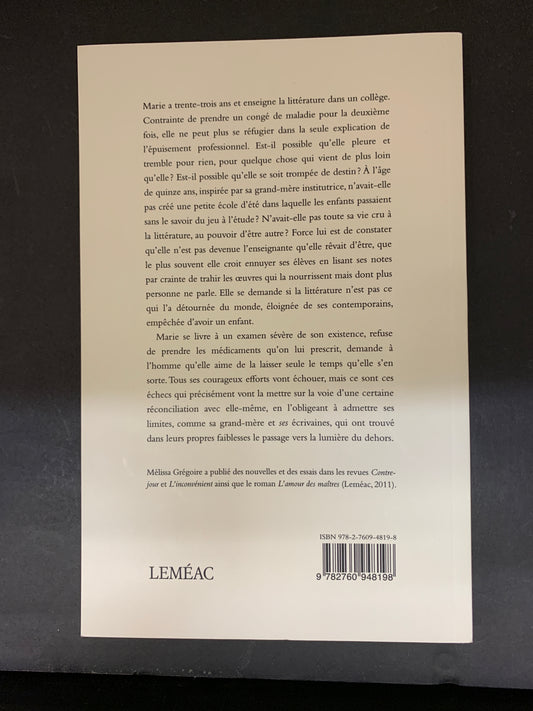 Marie a trente-trois ans et enseigne la littérature dans un collège.
Contrainte de prendre un congé de maladie pour la deuxième
fois, elle ne peut plus se réfugier dans la seule explication de
l'épuisement professionnel. Est-il possible qu'elle pleure et
tremble pour rien, pour quelque chose qui vient de plus loin
qu'elle ? Est-il possible qu'elle se soit trompée de destin ? À l'âge
de quinze ans, inspirée par sa grand-mère institutrice, n'avait-elle
pas créé une petite école d'été dans laquelle les enfants passaient
sans le savoir du jeu à l'étude ? N'avait-elle pas toute sa vie cru à
la littérature, au pouvoir d'être autre ? Force lui est de constater
qu'elle n'est pas devenue l'enseignante qu'elle rêvait d'être, que
le plus souvent elle croit ennuyer ses élèves en lisant ses notes
par crainte de trahir les œuvres qui la nourrissent mais dont plus
personne ne parle. Elle se demande si la littérature n'est pas ce
qui l'a détournée du monde, éloignée de ses contemporains,
empêchée d'avoir un enfant.
Marie se livre à un examen sévère de son existence, refuse
de prendre les médicaments qu'on lui prescrit, demande à
l'homme qu'elle aime de la laisser seule le temps qu'elle s'en
sorte. Tous ses courageux efforts vont échouer, mais ce sont ces
échecs qui précisément vont la mettre sur la voie d'une certaine
réconciliation avec elle-même, en l'obligeant à admettre ses
limites, comme sa grand-mère et ses écrivaines, qui ont trouvé
dans leurs propres faiblesses le passage vers la lumière du dehors.
Mélissa Grégoire a publié des nouvelles et des essais dans les revues Contre-
jour et L'inconvénient ainsi que le roman L'amour des maîtres (Leméac, 2011).
ISBN 978-2-7609-4819-8
LEMÉAC
9 782760 948198